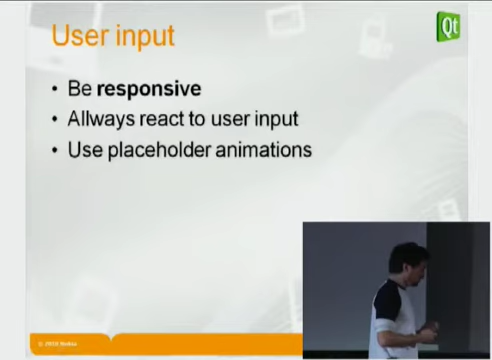 User input
Qt
• Be responsive
• Allways react to user input
• Use placeholder animations